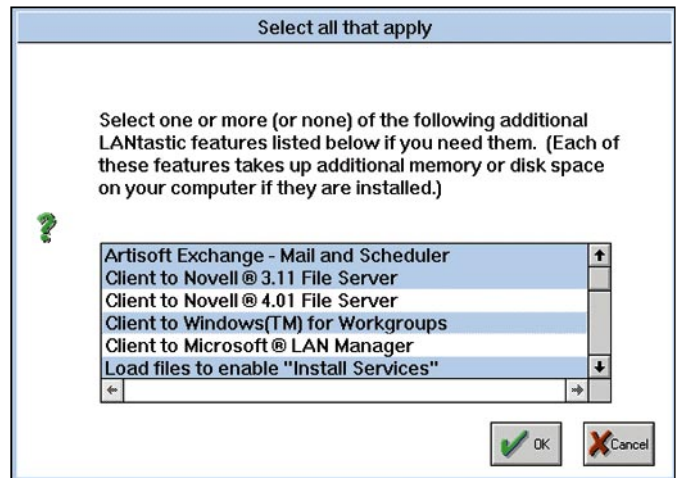 Select all that apply
Select one or more (or none) of the following additional
LANtastic features listed below if you need them. (Each of
these features takes up additional memory or disk space
on your computer if they are installed.)
Artisoft Exchange - Mail and Scheduler
Client to Novell ® 3.11 File Server
Client to Novell ® 4.01 File Server
Client to Windows(TM) for Workgroups
Client to Microsoft ® LAN Manager
Load files to enable "Install Services"
OK
Cancel